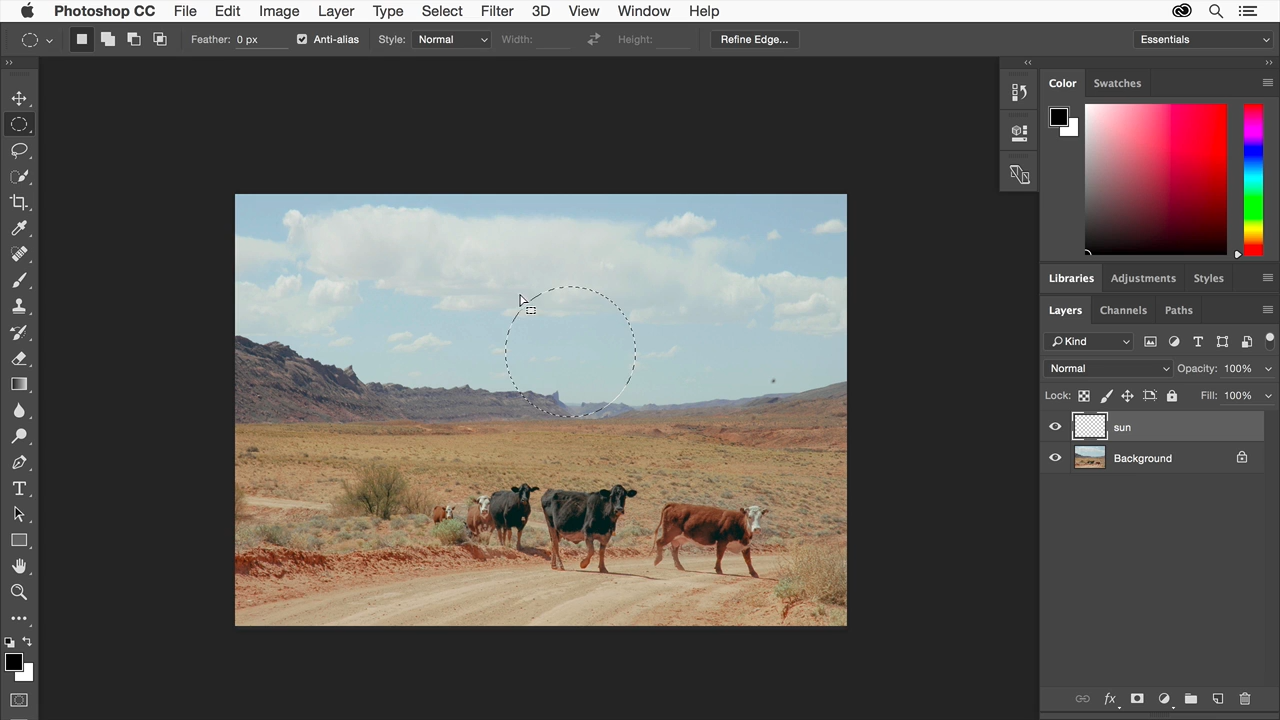 Photoshop CC File Edit Image Layer Type Select Filter 3D View Window Help
Feather: 0 px Anti-alias Style: Normal Width: Height: Refine Edge... Essentials
Color Swatches
Libraries Adjustments Styles
Layers Channels Paths
Kind
Normal Opacity: 100%
Lock: Fill: 100%
sun
Background
fx